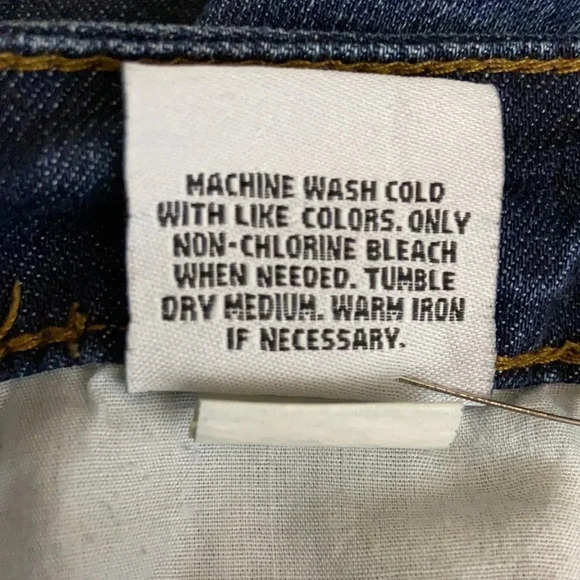 MACHINE WASH COLD
WITH LIKE COLORS. ONLY
NON-CHLORINE BLEACH
WHEN NEEDED. TUMBLE
DRY MEDIUM. WARM IRON
IF NECESSARY.